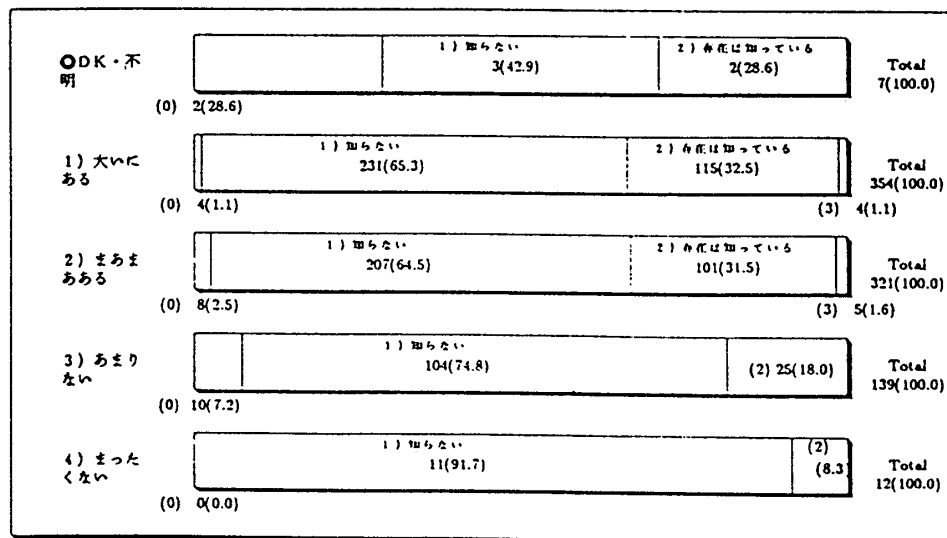 ○DK・不
明
1) 知らない
3(42.9)
2) 存在は知っている
2(28.6)
Total
7(100.0)
(0) 2(28.6)
1) 大いに
ある
1) 知らない
231(65.3)
2) 存在は知っている
115(32.5)
Total
354(100.0)
(0) 4(1.1)
(3) 4(1.1)
2) まあま
あある
1) 知らない
207(64.5)
2) 存在は知っている
101(31.5)
Total
321(100.0)
(0) 8(2.5)
(3) 5(1.6)
3) あまり
ない
1) 知らない
104(74.8)
(2) 25(18.0)
Total
139(100.0)
(0) 10(7.2)
4) まった
くない
1) 知らない
11(91.7)
(2)
(8.3
Total
12(100.0)
(0) 0(0.0)